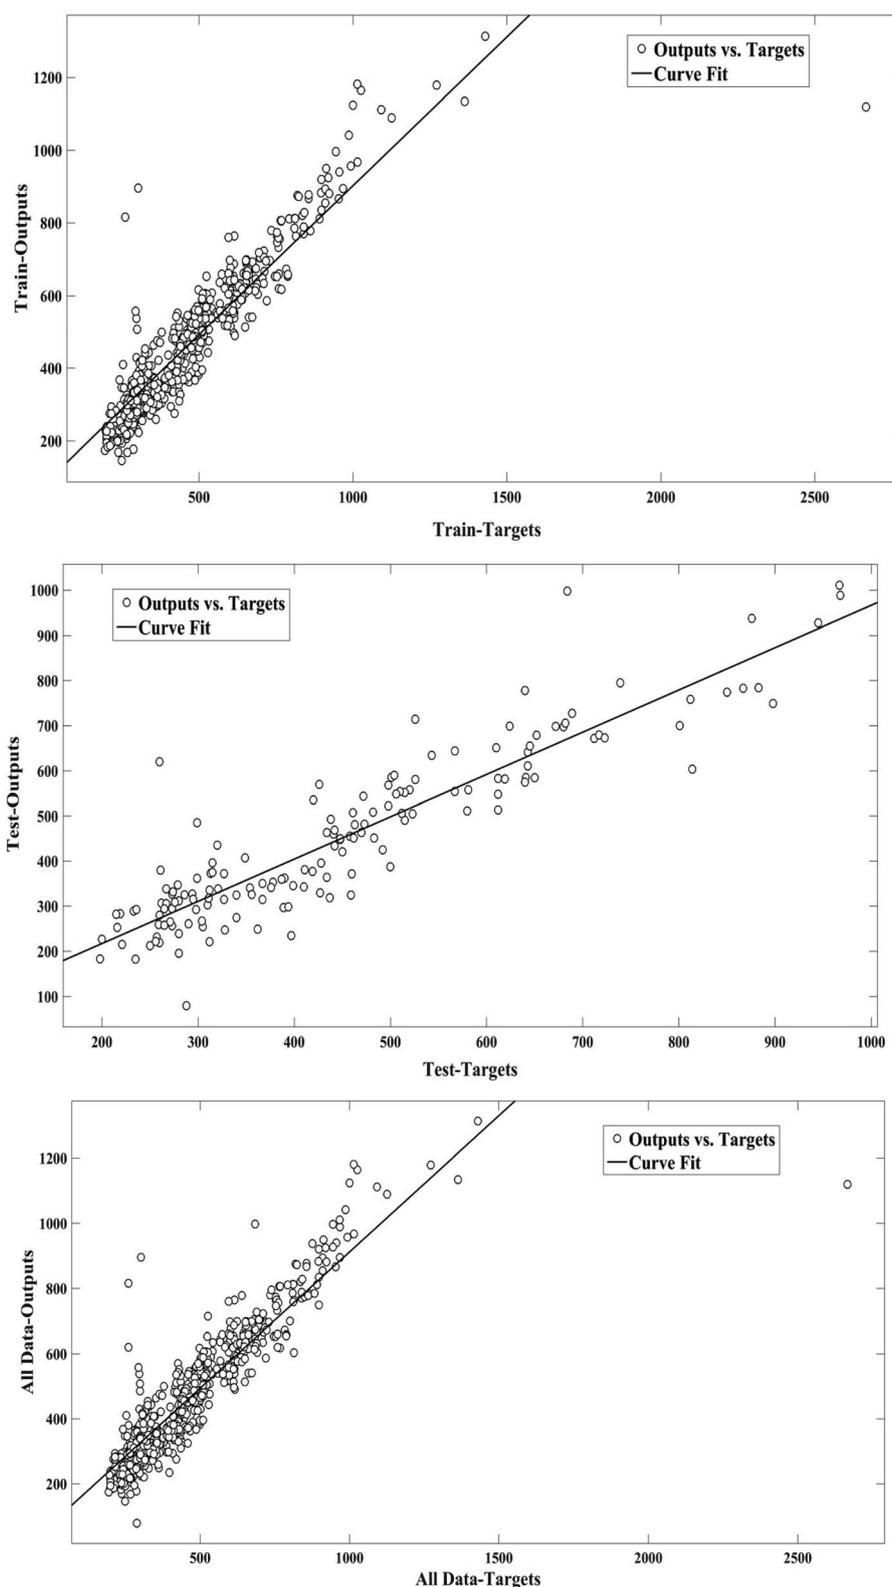 Outputs vs. Targets
Curve Fit
1200
1000
800
600
400
200
Train-Outputs
500 1000 1500 2000 2500
Train-Targets
Outputs vs. Targets
Curve Fit
1000
900
800
700
600
500
400
300
200
100
Test-Outputs
200 300 400 500 600 700 800 900 1000
Test-Targets
Outputs vs. Targets
Curve Fit
1200
1000
800
600
400
200
All Data-Outputs
500 1000 1500 2000 2500
All Data-Targets